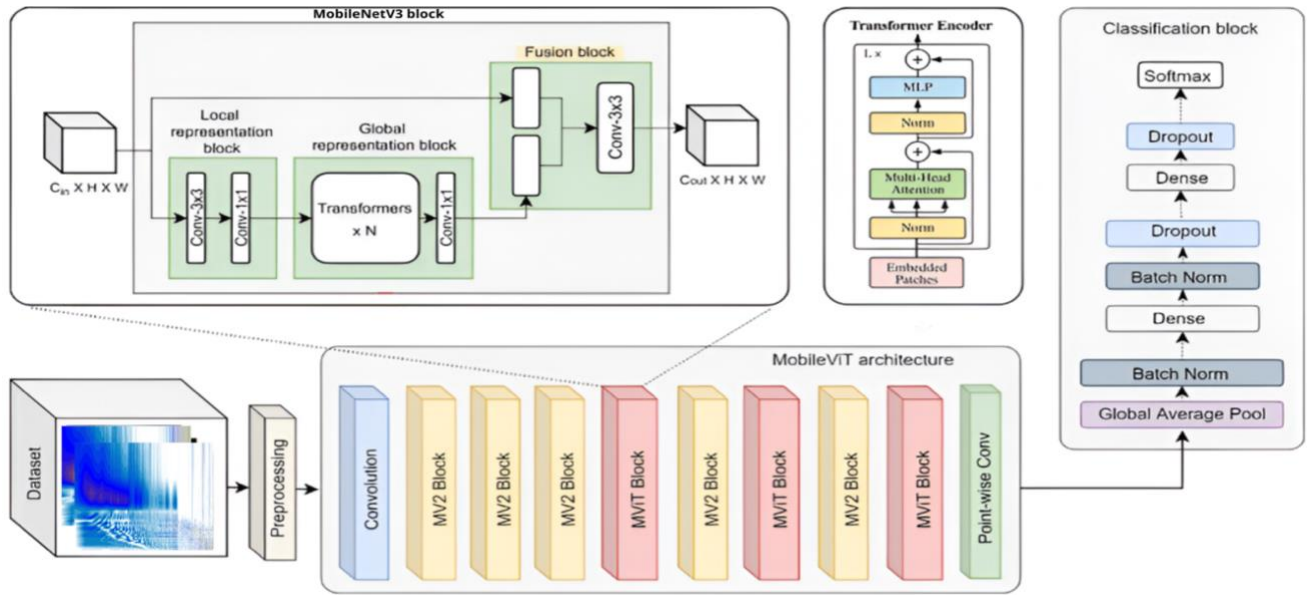 MobileNetV3 block
Fusion block
Local
representation
block
Global
representation block
Conv-3x3
Conv-1x1
Transformers
x N
Conv-1x1
Conv-3x3
Cin X H X W
Cout X H X W
Transformer Encoder
L x
+
MLP
Norm
+
Multi-Head
Attention
Norm
Embedded
Patches
Classification block
Softmax
Dropout
Dense
Dropout
Batch Norm
Dense
Batch Norm
Global Average Pool
MobileViT architecture
Dataset
Preprocessing
Convolution
MV2 Block
MV2 Block
MV2 Block
MViT Block
MV2 Block
MViT Block
MV2 Block
MViT Block
Point-wise Conv